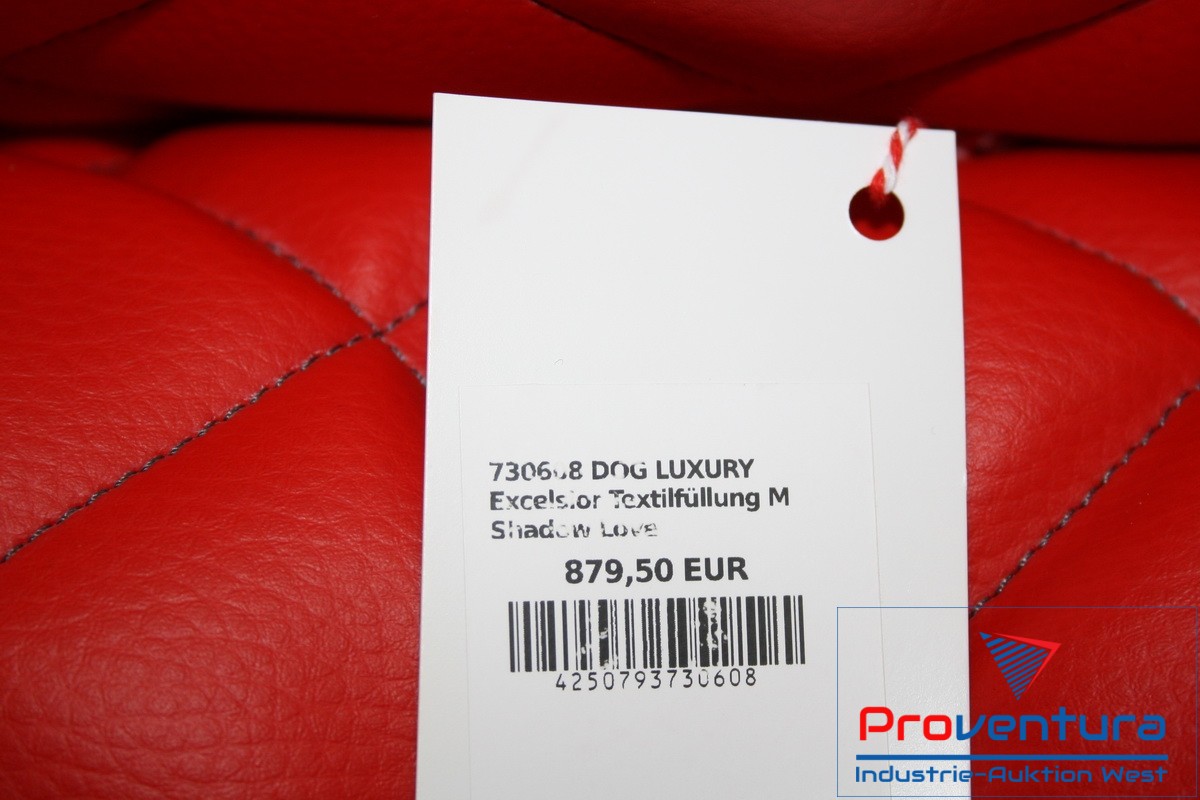 730608 DOG LUXURY
Excelsior Textilfüllung M
Shadow Love
879,50 EUR
4250793730608
Proventura
Industrie-Auktion West